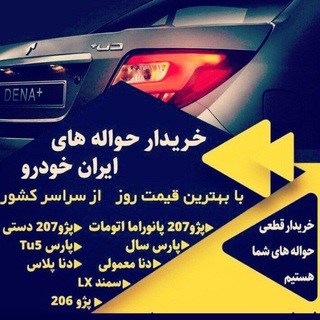 DENA+
خریدار حواله های
ایران خودرو
با بهترین قیمت روز از سراسر کشور
پژو207 پانوراما اتومات
پژو207 دستی
پارس سال
پارس Tu5
دنا معمولی
دنا پلاس
سمند LX
پژو 206
خریدار قطعی
حواله های شما
هستیم